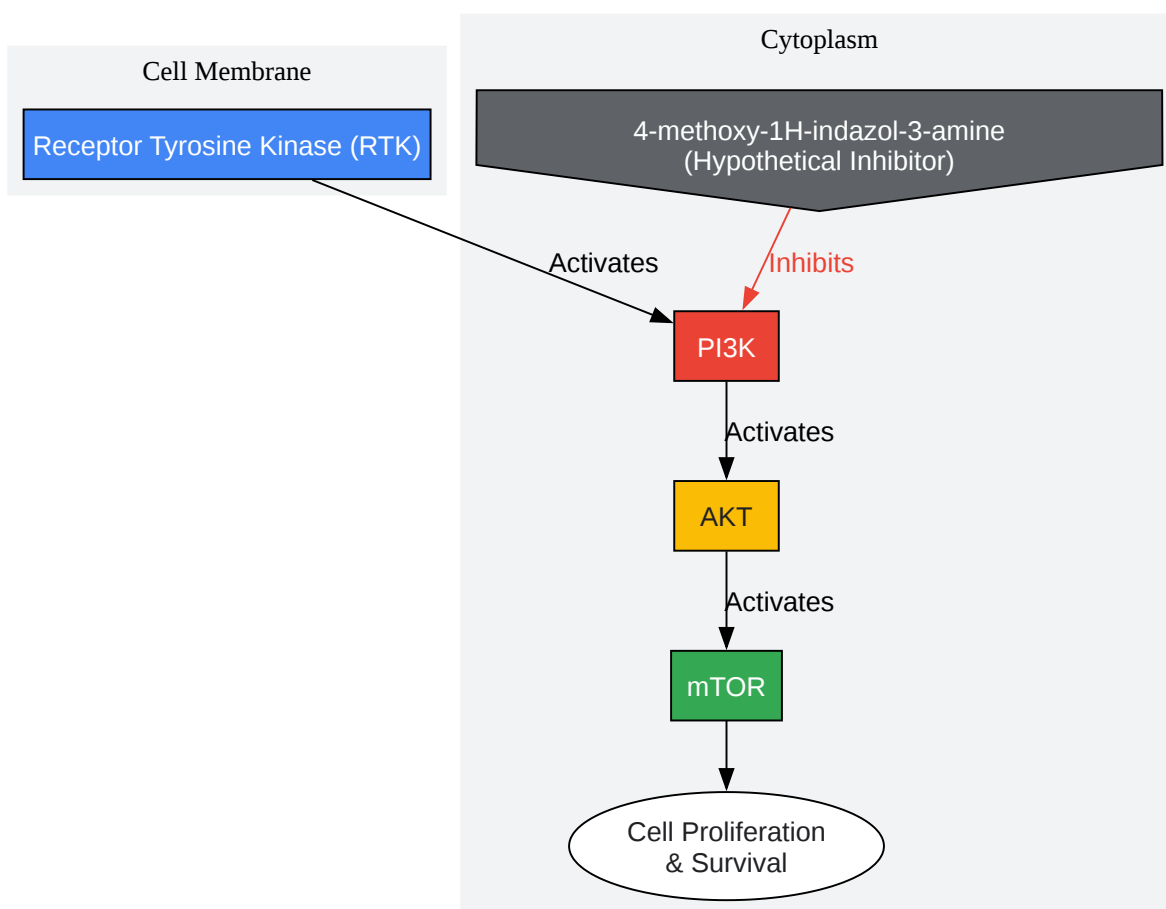 Cytoplasm
Cell Membrane
4-methoxy-1H-indazol-3-amine
(Hypothetical Inhibitor)
Receptor Tyrosine Kinase (RTK)
Activates
Inhibits
PI3K
Activates
AKT
Activates
mTOR
Cell Proliferation
& Survival